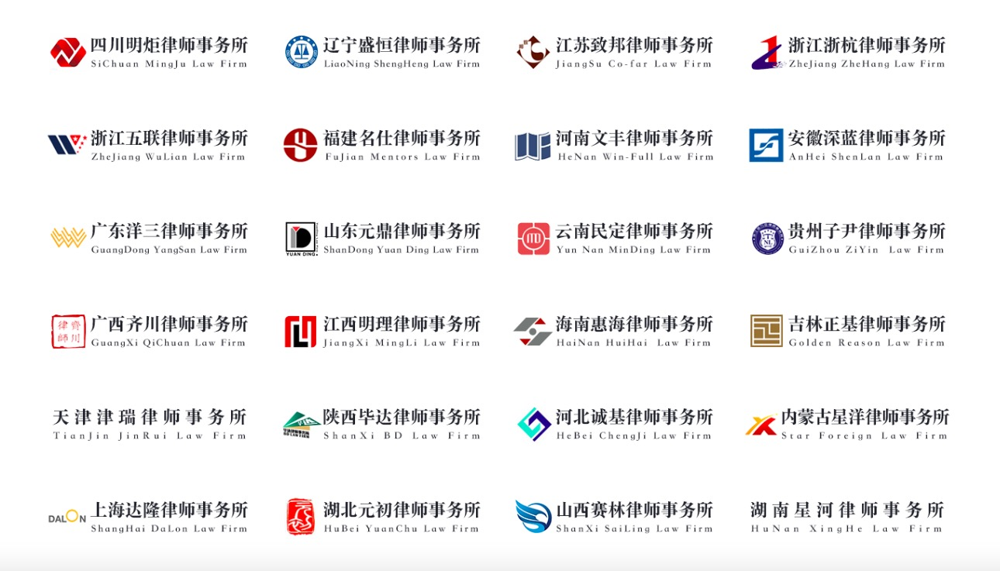 四川明炬律师事务所
SiChuan MingJu Law Firm
辽宁盛恒律师事务所
LiaoNing ShengHeng Law Firm
江苏致邦律师事务所
JiangSu Co-far Law Firm
浙江浙杭律师事务所
ZheJiang ZheHang Law Firm
浙江五联律师事务所
ZheJiang WuLian Law Firm
福建名仕律师事务所
FuJian Mentors Law Firm
河南文丰律师事务所
HeNan Win-Full Law Firm
安徽深蓝律师事务所
AnHei ShenLan Law Firm
广东洋三律师事务所
GuangDong YangSan Law Firm
YUAN DING
山东元鼎律师事务所
ShanDong Yuan Ding Law Firm
云南民定律师事务所
Yun Nan MinDing Law Firm
贵州子尹律师事务所
GuiZhou ZiYin Law Firm
齊川
律師
广西齐川律师事务所
GuangXi QiChuan Law Firm
江西明理律师事务所
JiangXi MingLi Law Firm
海南惠海律师事务所
HaiNan HuiHai Law Firm
吉林正基律师事务所
Golden Reason Law Firm
天津津瑞律师事务所
TianJin JinRui Law Firm
陕西毕达律师事务所
ShanXi BD Law Firm
河北诚基律师事务所
HeBei ChengJi Law Firm
内蒙古星洋律师事务所
Star Foreign Law Firm
DALON
上海达隆律师事务所
ShangHai DaLon Law Firm
湖北元初律师事务所
HuBei YuanChu Law Firm
山西赛林律师事务所
ShanXi SaiLing Law Firm
湖南星河律师事务所
HuNan XingHe Law Firm